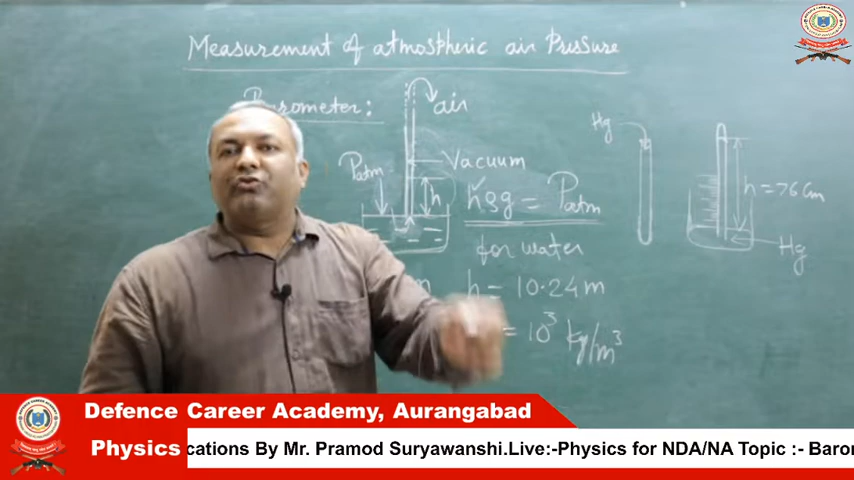 Measurement of atmospheric air Pressure
Barometer:
air
Hg
Patm
Vacuum
h
hρg = Patm
h = 76 Cm
for water
Hg
h = 10.24 m
= 10³ kg/m³
Defence Career Academy, Aurangabad
Physics
cations By Mr. Pramod Suryawanshi.Live:-Physics for NDA/NA Topic :- Baro